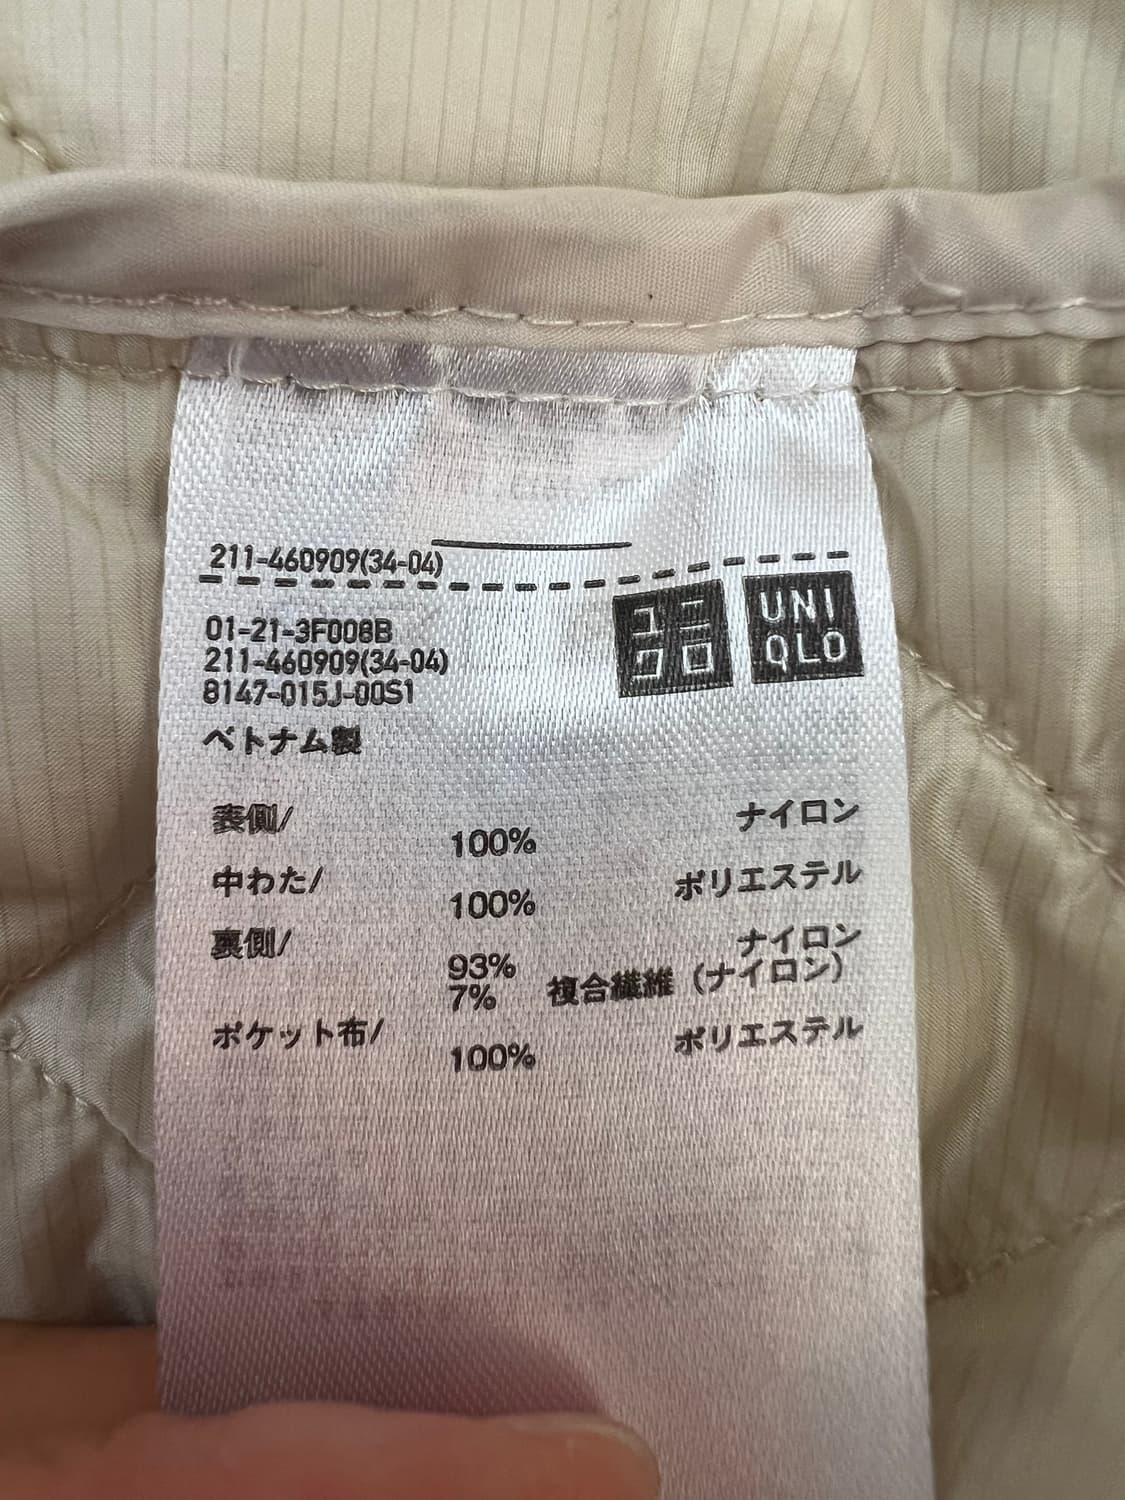 211-460909(34-04)
ユニ
クロ
UNI
QLO
01-21-3F008B
211-460909(34-04)
8147-015J-00S1
ベトナム製
表側/
100% ナイロン
中わた/
100% ポリエステル
裏側/
93% ナイロン
7% 複合繊維(ナイロン)
ポケット布/
100% ポリエステル